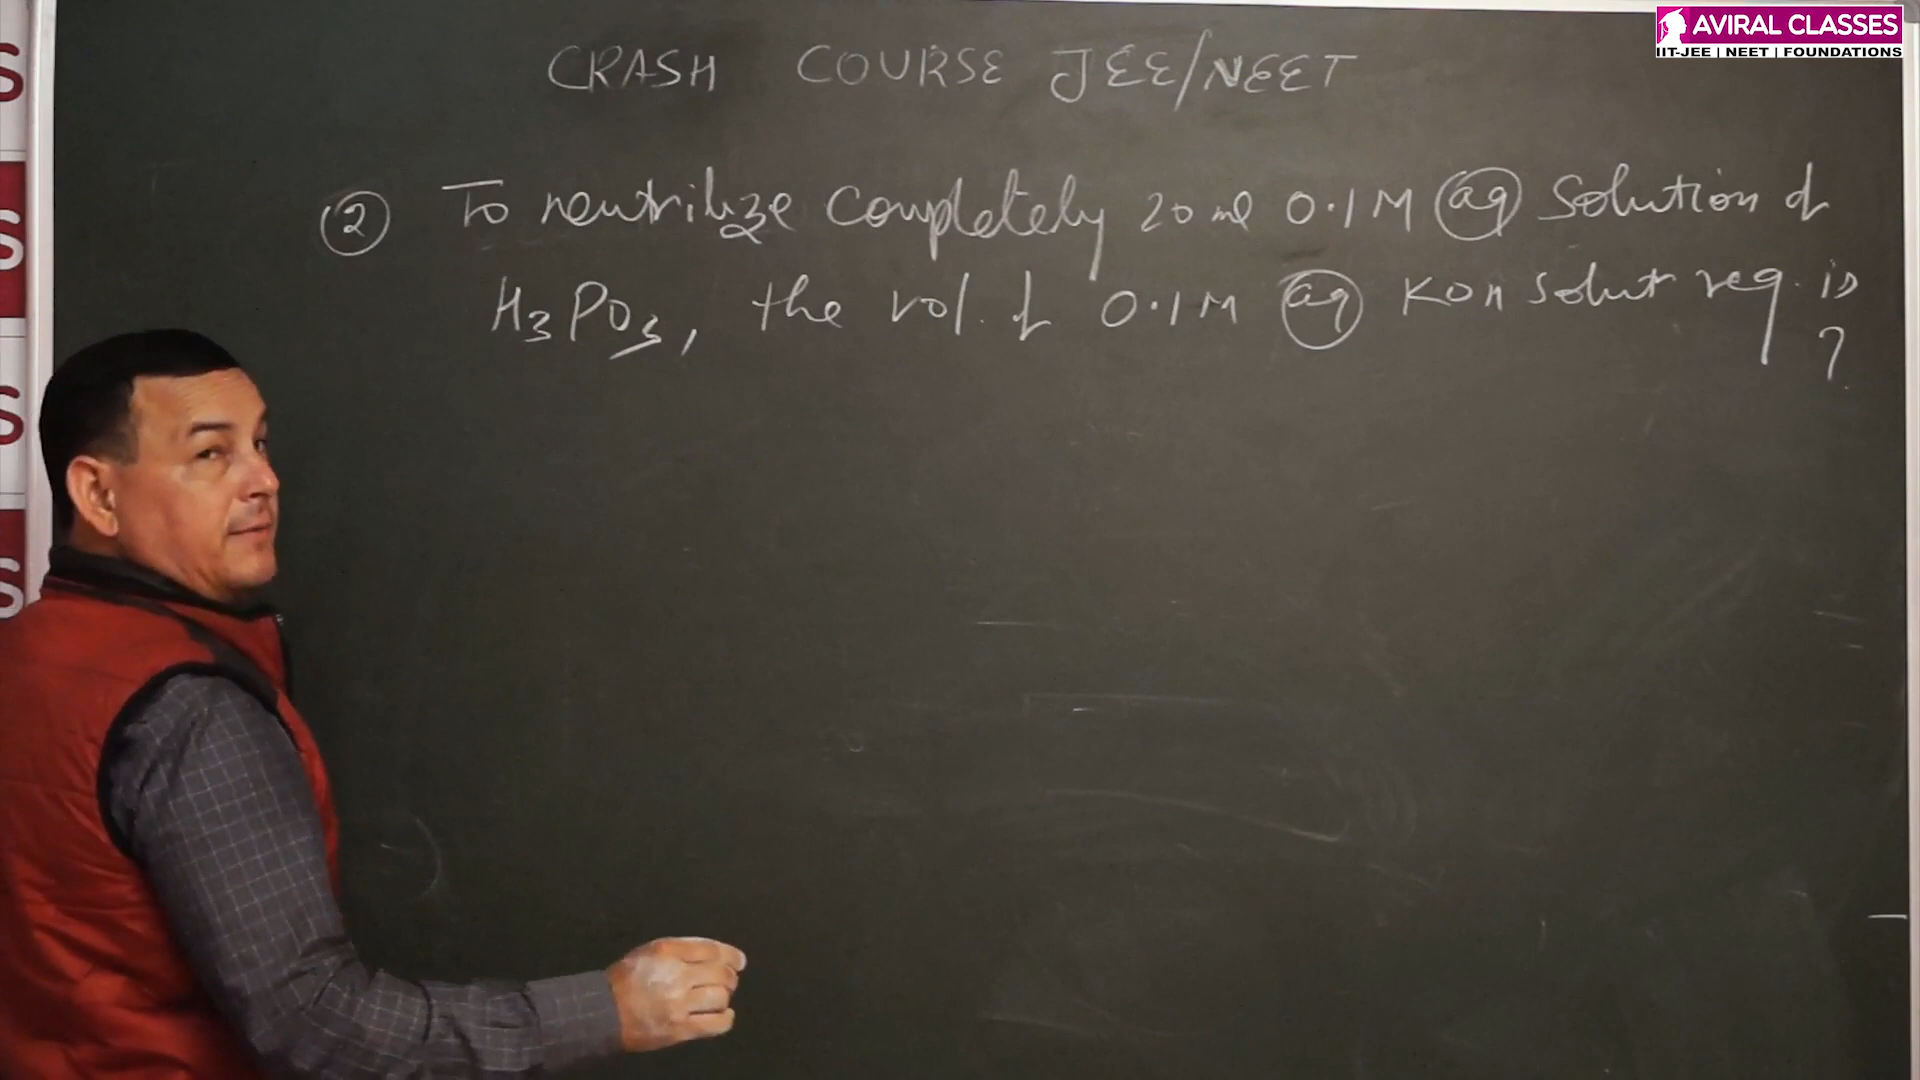 AVIRAL CLASSES
IIT-JEE | NEET | FOUNDATIONS
CRASH COURSE JEE/NEET
② To neutrilize Completely 20 ml 0.1 M aq Solution of
H3PO3, the vol. of 0.1 M aq KOH solut req. is
?
S
S
S
S